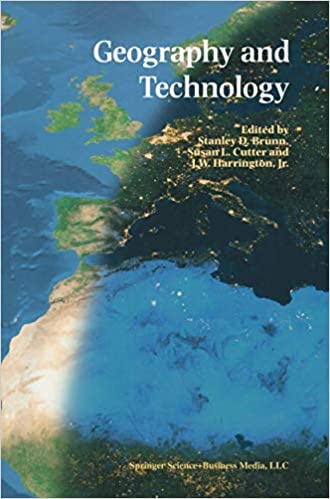 Geography and
Technology
Edited by
Stanley D. Brunn,
Susan L. Cutter and
J.W. Harrington, Jr.
Springer Science+Business Media, LLC